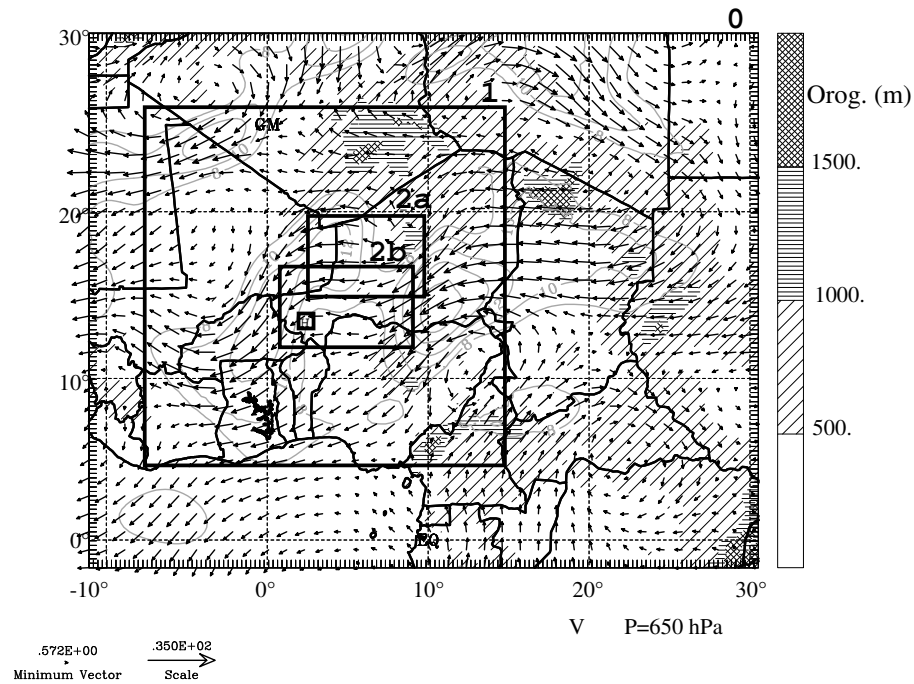 0
30°
1
Orog. (m)
GM
1500.
2a
20°
2b
1000.
10°
500.
0°
EQ
-10° 0° 10° 20° 30°
V P=650 hPa
.572E+00 .350E+02
Minimum Vector Scale